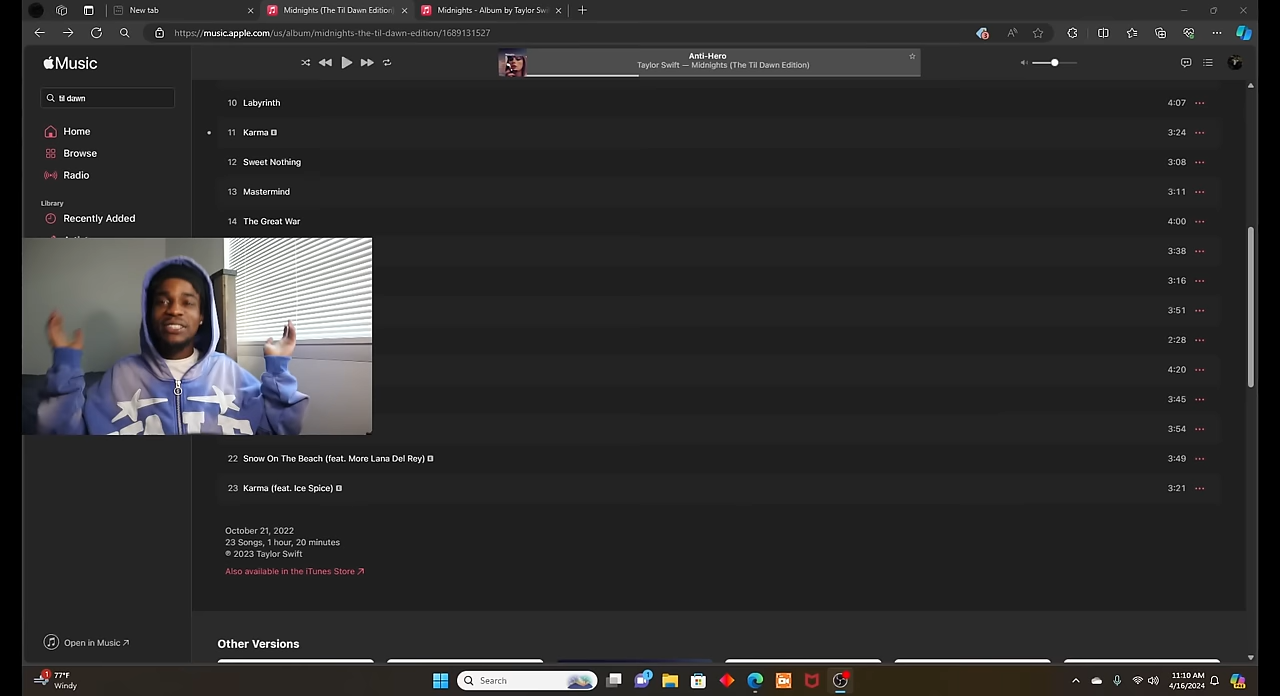 New tab
Midnights (The Til Dawn Edition
Midnights - Album by Taylor Swi
https://music.apple.com/us/album/midnights-the-til-dawn-edition/1689131527
Music
Anti-Hero
Taylor Swift — Midnights (The Til Dawn Edition)
til dawn
Home
Browse
Radio
Library
Recently Added
10 Labyrinth 4:07
11 Karma E 3:24
12 Sweet Nothing 3:08
13 Mastermind 3:11
14 The Great War 4:00
3:38
3:16
3:51
2:28
4:20
3:45
3:54
22 Snow On The Beach (feat. More Lana Del Rey) E 3:49
23 Karma (feat. Ice Spice) E 3:21
October 21, 2022
23 Songs, 1 hour, 20 minutes
℗ 2023 Taylor Swift
Also available in the iTunes Store
Open in Music
Other Versions
1
77°F
Windy
Search
1
11:10 AM
4/16/2024